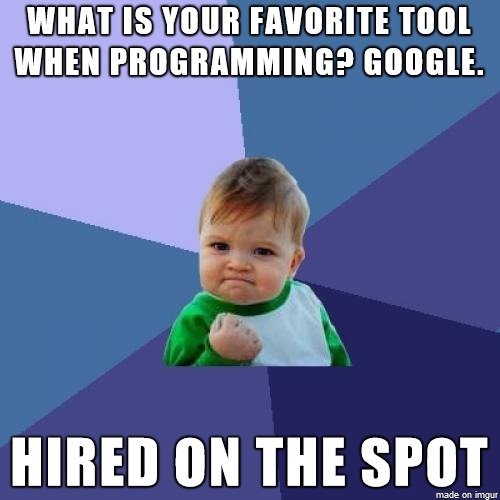 WHAT IS YOUR FAVORITE TOOL
WHEN PROGRAMMING? GOOGLE.
HIRED ON THE SPOT
made on imgur